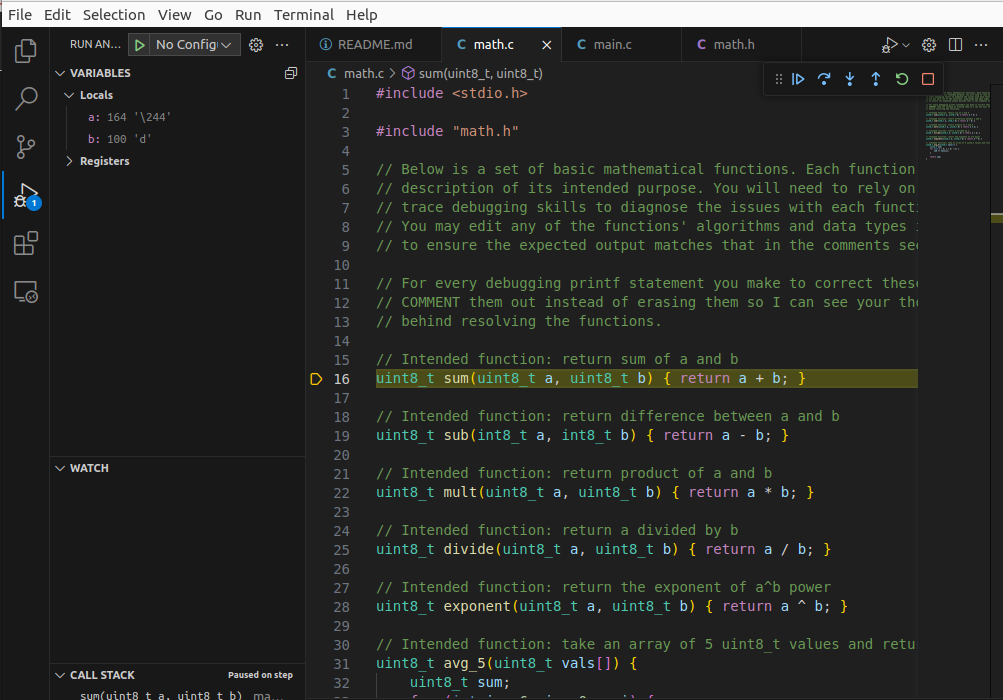 File Edit Selection View Go Run Terminal Help
RUN AN... No Config
README.md math.c main.c math.h
C math.c > sum(uint8_t, uint8_t)
VARIABLES
Locals
a: 164 '\244'
b: 100 'd'
Registers
1
WATCH
CALL STACK Paused on step
sum(uint8_t a, uint8_t b) ma...
1 #include <stdio.h>
2
3 #include "math.h"
4
5 // Below is a set of basic mathematical functions. Each function
6 // description of its intended purpose. You will need to rely on
7 // trace debugging skills to diagnose the issues with each functi
8 // You may edit any of the functions' algorithms and data types i
9 // to ensure the expected output matches that in the comments sec
10
11 // For every debugging printf statement you make to correct these
12 // COMMENT them out instead of erasing them so I can see your tho
13 // behind resolving the functions.
14
15 // Intended function: return sum of a and b
16 uint8_t sum(uint8_t a, uint8_t b) { return a + b; }
17
18 // Intended function: return difference between a and b
19 uint8_t sub(int8_t a, int8_t b) { return a - b; }
20
21 // Intended function: return product of a and b
22 uint8_t mult(uint8_t a, uint8_t b) { return a * b; }
23
24 // Intended function: return a divided by b
25 uint8_t divide(uint8_t a, uint8_t b) { return a / b; }
26
27 // Intended function: return the exponent of a^b power
28 uint8_t exponent(uint8_t a, uint8_t b) { return a ^ b; }
29
30 // Intended function: take an array of 5 uint8_t values and retu
31 uint8_t avg_5(uint8_t vals[]) {
32 uint8_t sum;